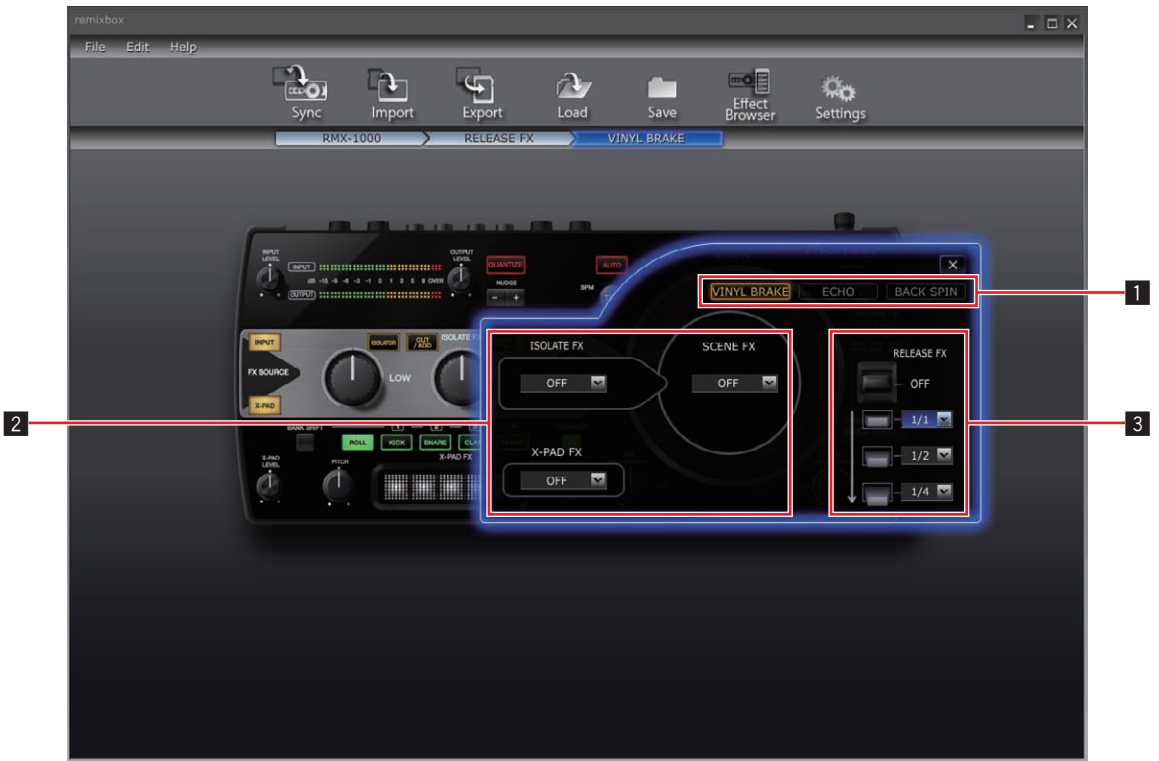 remixbox
File Edit Help
Sync Import Export Load Save Effect Browser Settings
RMX-1000 RELEASE FX VINYL BRAKE
INPUT LEVEL
INPUT
OUTPUT LEVEL
QUANTIZE
AUTO
OUTPUT
NUDGE
- +
BPM
VINYL BRAKE ECHO BACK SPIN
1
INPUT
ISOLATOR
CUT /ADD
ISOLATE FX
FX SOURCE
LOW
X-PAD
ISOLATE FX
OFF
SCENE FX
OFF
RELEASE FX
OFF
1/1
1/2
1/4
2
3
BANK SHIFT
ROLL KICK SNARE
X-PAD LEVEL
PITCH
X-PAD FX
X-PAD FX
OFF